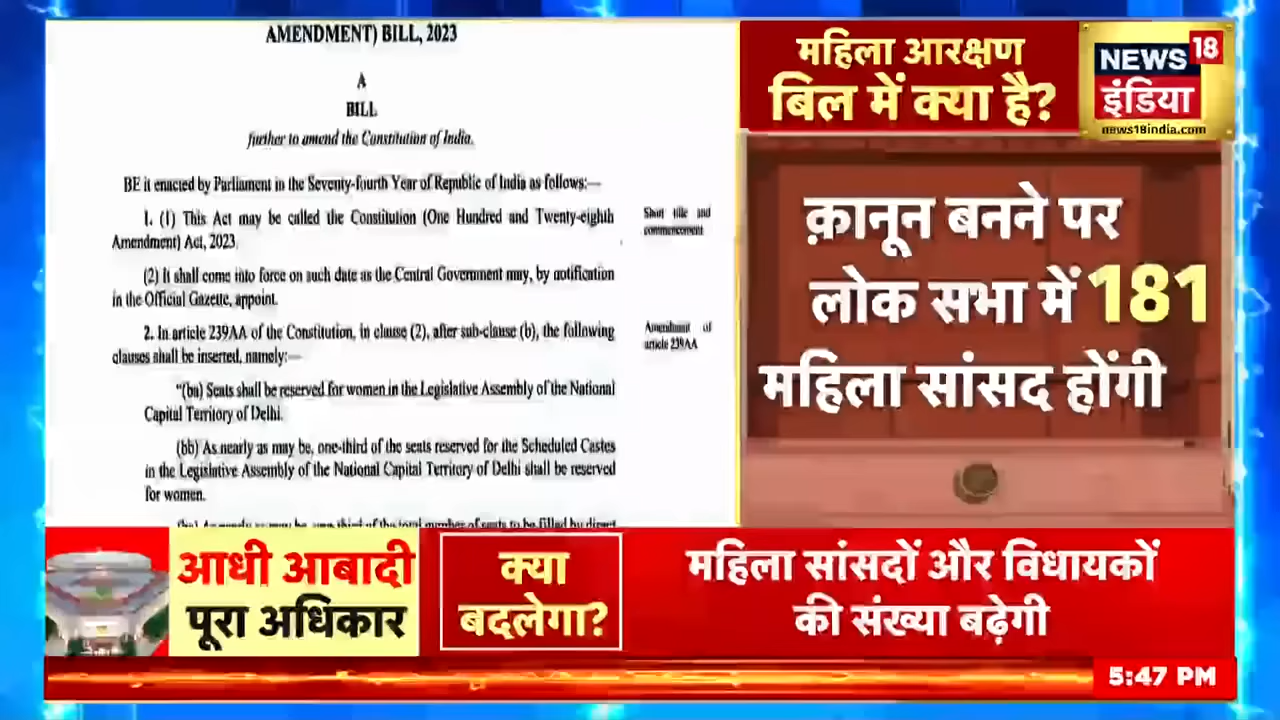 AMENDMENT) BILL, 2023
A
BILL
further to amend the Constitution of India.
BE it enacted by Parliament in the Seventy-fourth Year of Republic of India as follows:—
1. (1) This Act may be called the Constitution (One Hundred and Twenty-eighth
Amendment) Act, 2023
Short title and
commencement
(2) It shall come into force on such date as the Central Government may, by notification
in the Official Gazette, appoint.
2. In article 239AA of the Constitution, in clause (2), after sub-clause (b), the following
clauses shall be inserted, namely:—
Amendment of
article 239AA
"(ba) Seats shall be reserved for women in the Legislative Assembly of the National
Capital Territory of Delhi.
(bb) As nearly as may be, one-third of the seats reserved for the Scheduled Castes
in the Legislative Assembly of the National Capital Territory of Delhi shall be reserved
for women.
महिला आरक्षण
बिल में क्या है?
NEWS 18
इंडिया
news18india.com
क़ानून बनने पर
लोक सभा में 181
महिला सांसद होंगी
आधी आबादी
पूरा अधिकार
क्या
बदलेगा?
महिला सांसदों और विधायकों
की संख्या बढ़ेगी
5:47 PM